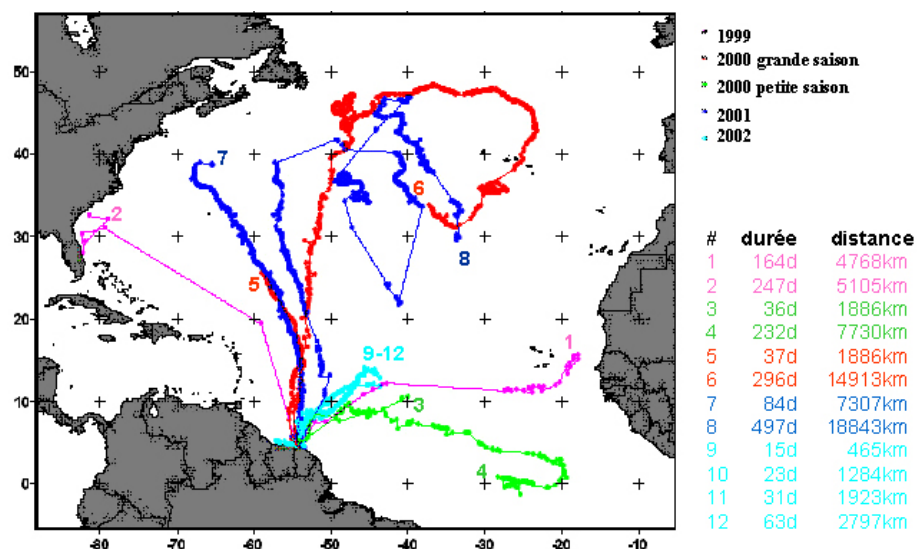 50
40
30
20
10
0
-80 -70 -60 -50 -40 -30 -20 -10
7
2
5
6
8
1
9-12
3
4
1999
2000 grande saison
2000 petite saison
2001
2002
# durée distance
1 164d 4768km
2 247d 5105km
3 36d 1886km
4 232d 7730km
5 37d 1886km
6 296d 14913km
7 84d 7307km
8 497d 18843km
9 15d 465km
10 23d 1284km
11 31d 1923km
12 63d 2797km